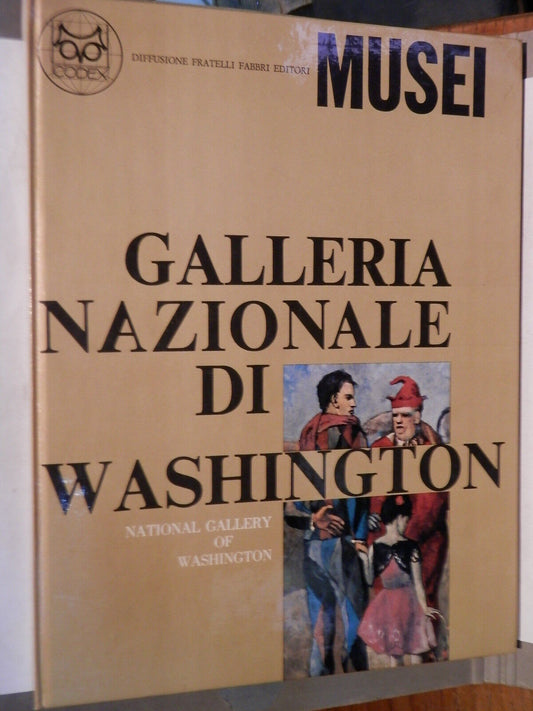 CODEX
DIFFUSIONE FRATELLI FABBRI EDITORI
MUSEI
GALLERIA
NAZIONALE
DI
WASHINGTON
NATIONAL GALLERY
OF
WASHINGTON